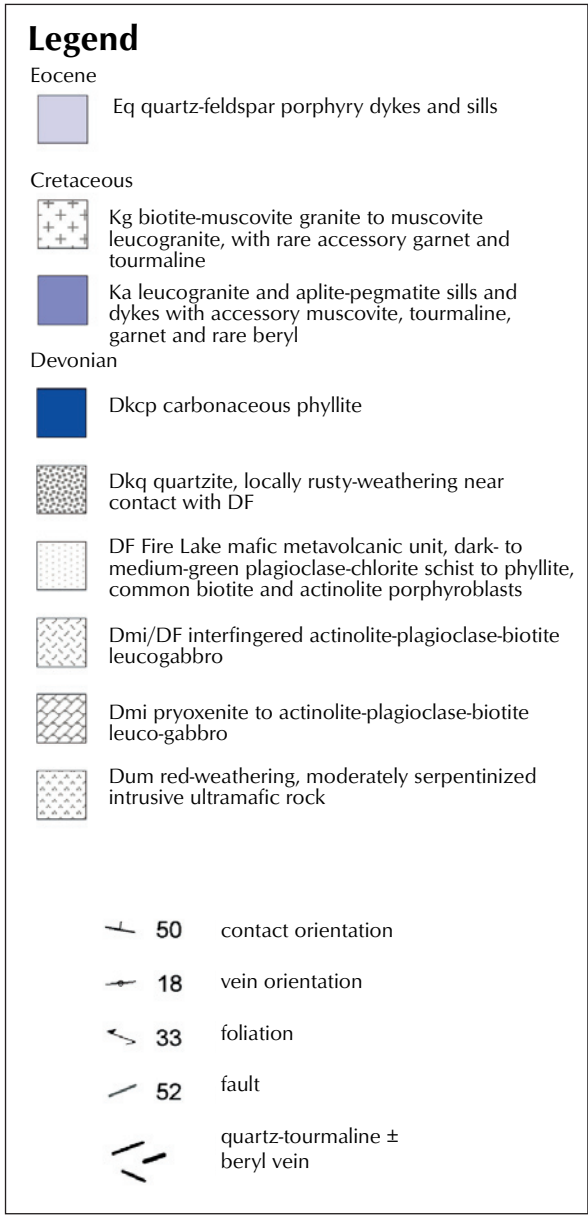 Legend
Eocene
Eq quartz-feldspar porphyry dykes and sills
Cretaceous
Kg biotite-muscovite granite to muscovite
leucogranite, with rare accessory garnet and
tourmaline
Ka leucogranite and aplite-pegmatite sills and
dykes with accessory muscovite, tourmaline,
garnet and rare beryl
Devonian
Dkcp carbonaceous phyllite
Dkq quartzite, locally rusty-weathering near
contact with DF
DF Fire Lake mafic metavolcanic unit, dark- to
medium-green plagioclase-chlorite schist to phyllite,
common biotite and actinolite porphyroblasts
Dmi/DF interfingered actinolite-plagioclase-biotite
leucogabbro
Dmi pryoxenite to actinolite-plagioclase-biotite
leuco-gabbro
Dum red-weathering, moderately serpentinized
intrusive ultramafic rock
50 contact orientation
18 vein orientation
33 foliation
52 fault
quartz-tourmaline ±
beryl vein